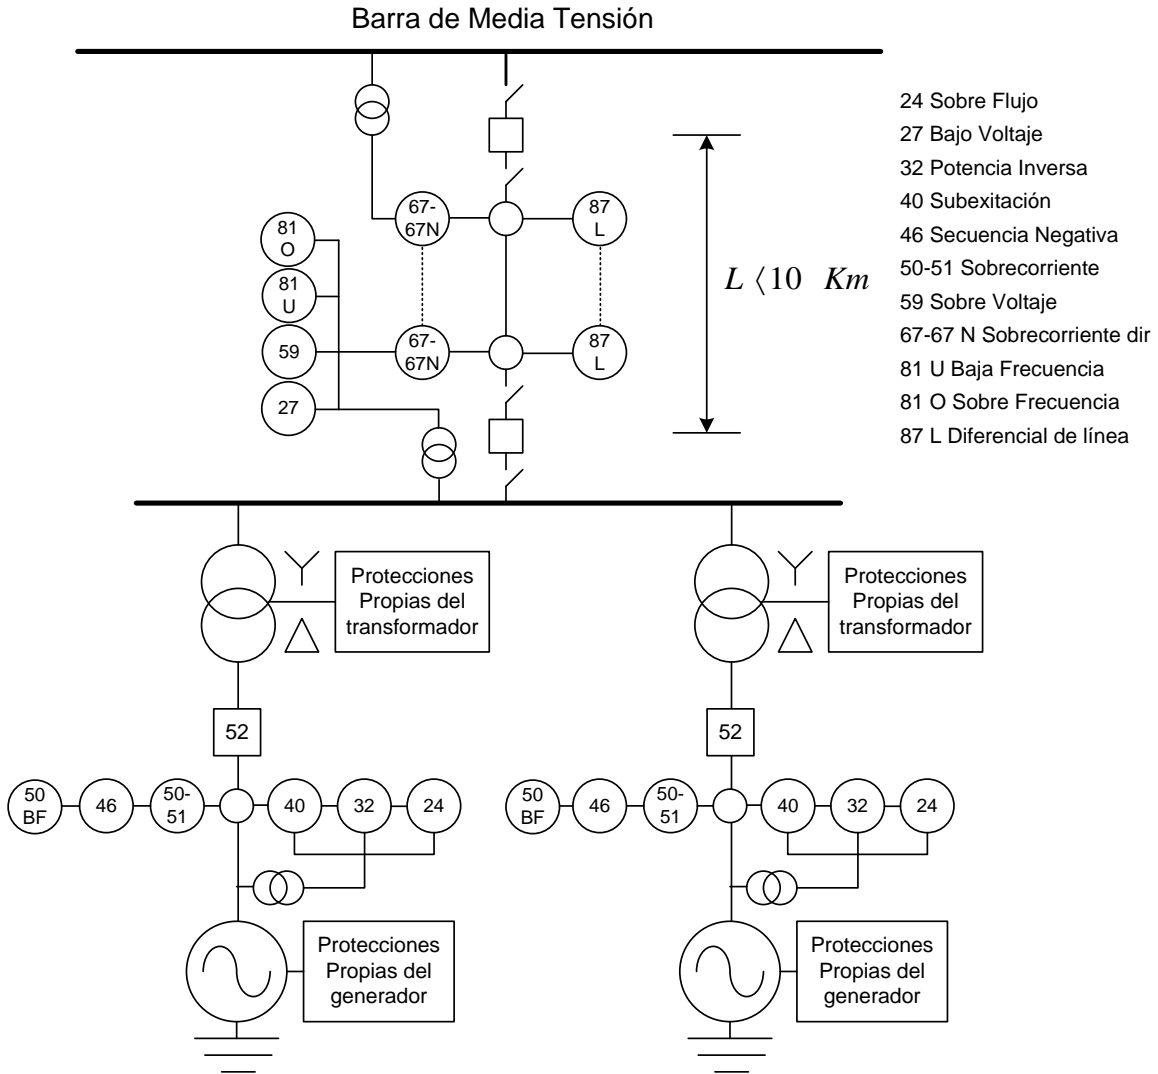 Barra de Media Tensión
24 Sobre Flujo
27 Bajo Voltaje
32 Potencia Inversa
40 Subexitación
46 Secuencia Negativa
50-51 Sobrecorriente
59 Sobre Voltaje
67-67 N Sobrecorriente dir
81 U Baja Frecuencia
81 O Sobre Frecuencia
87 L Diferencial de línea
67-
67N
87
L
81
O
81
U
59
27
67-
67N
87
L
L ⟨10 Km
Protecciones
Propias del
transformador
Protecciones
Propias del
transformador
52
52
50
BF
46
50-
51
40
32
24
50
BF
46
50-
51
40
32
24
Protecciones
Propias del
generador
Protecciones
Propias del
generador